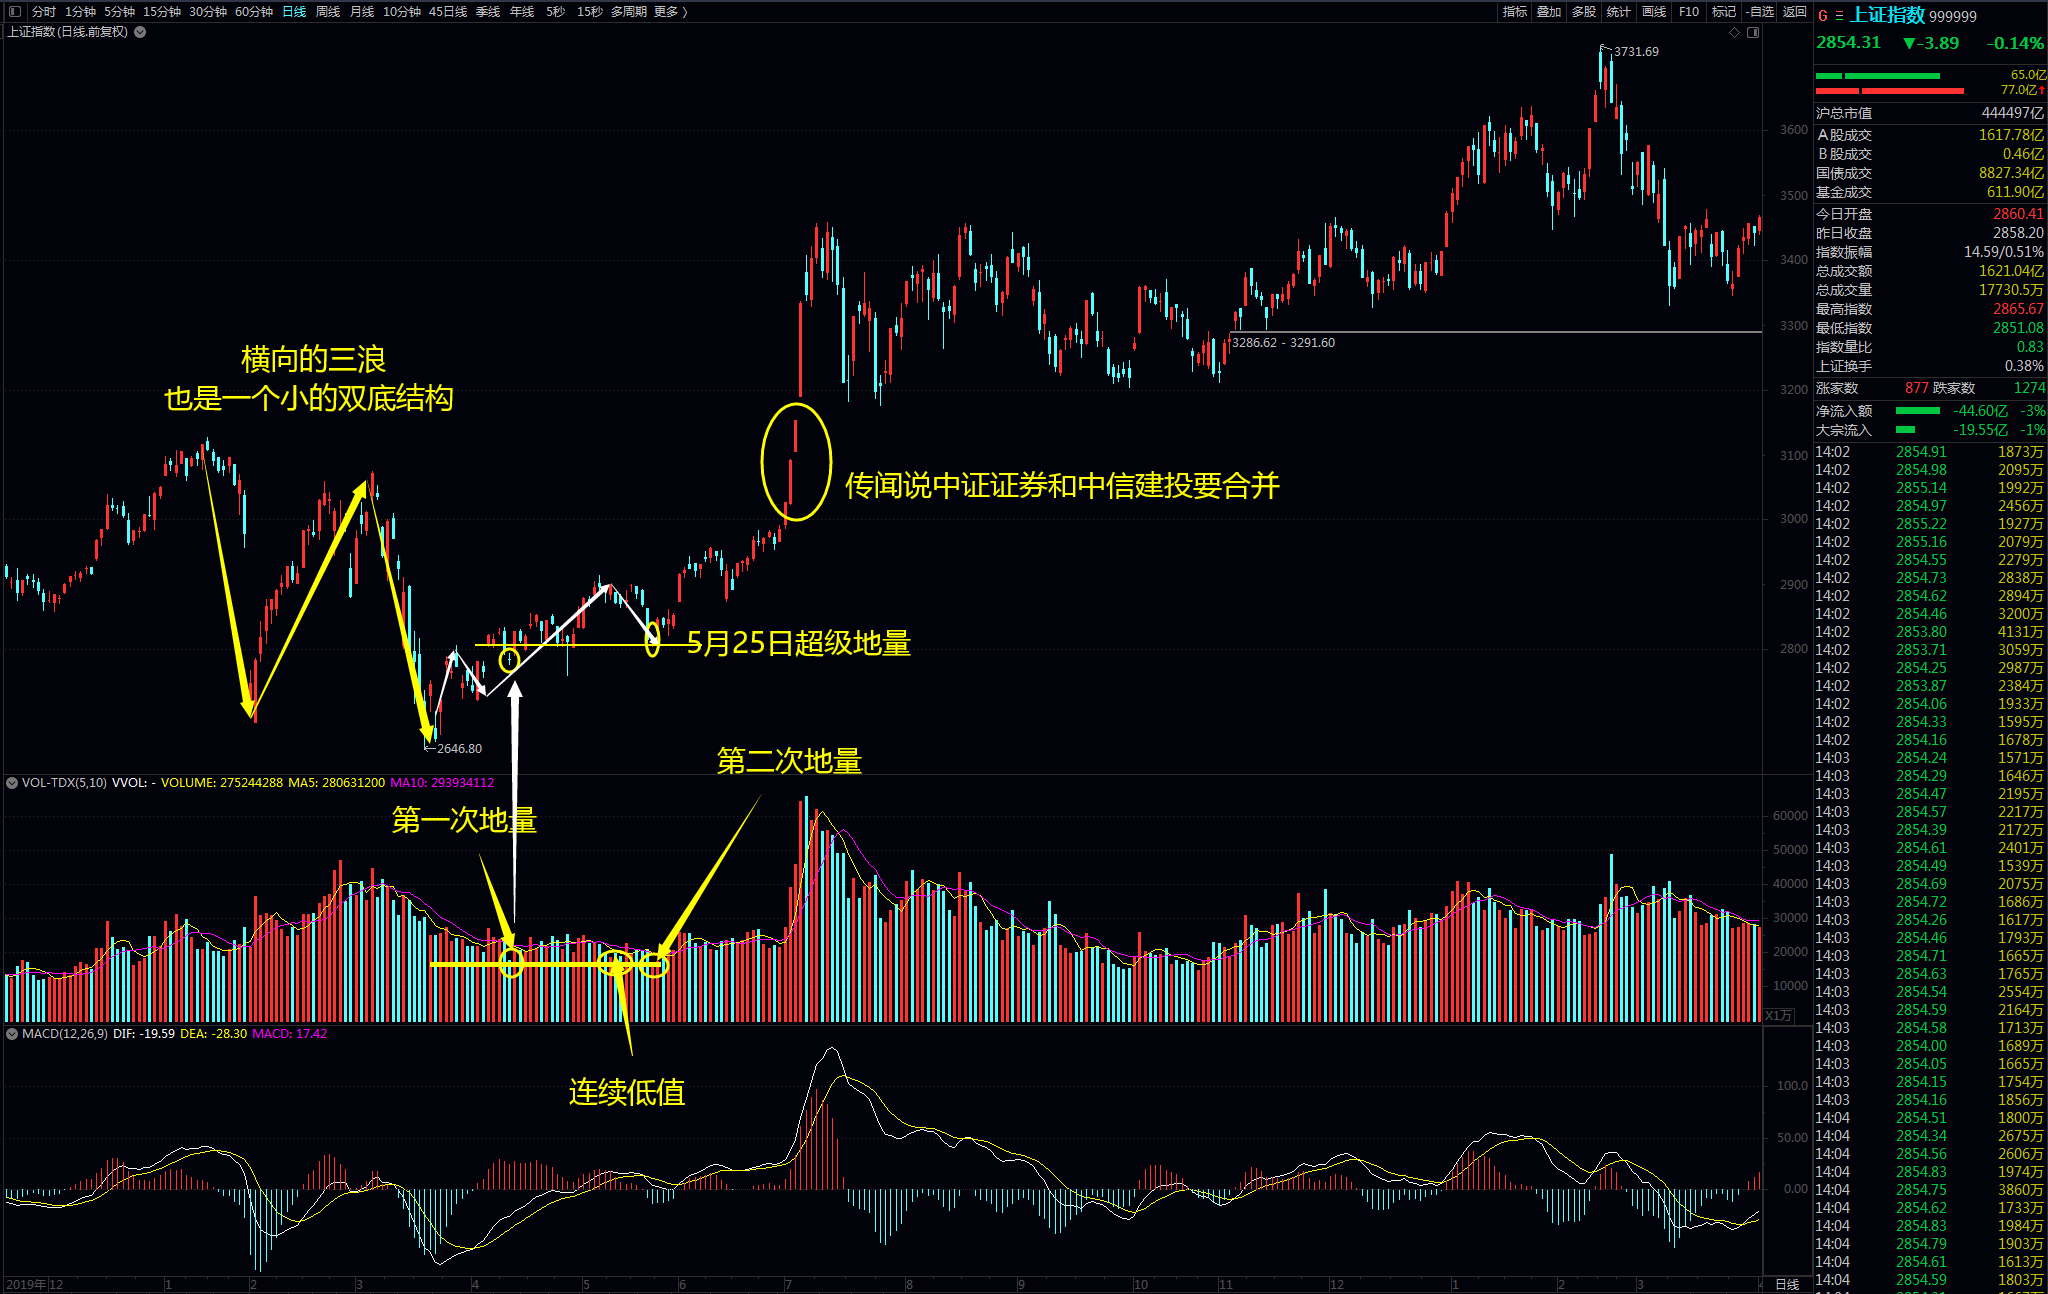 分时 1分钟 5分钟 15分钟 30分钟 60分钟 日线 周线 月线 10分钟 45日线 季线 年线 5秒 15秒 多周期 更多 〉
指标 叠加 多股 统计 画线 F10 标记 -自选 返回
上证指数(日线.前复权)
3731.69
3600
3500
3400
3300
3286.62 - 3291.60
3200
3100
3000
2900
2800
横向的三浪
也是一个小的双底结构
传闻说中证证券和中信建投要合并
5月25日超级地量
2646.80
第二次地量
VOL-TDX(5,10) VVOL: - VOLUME: 275244288 MA5: 280631200 MA10: 293934112
第一次地量
60000
50000
40000
30000
20000
10000
X1万
MACD(12,26,9) DIF: -19.59 DEA: -28.30 MACD: 17.42
连续低值
100.0
50.00
0.00
2019年 12 1 2 3 4 5 6 7 8 9 10 11 12 1 2 3 日线
G 上证指数 999999
2854.31 ▼-3.89 -0.14%
65.0亿
77.0亿
沪总市值 444497亿
A股成交 1617.78亿
B股成交 0.46亿
国债成交 8827.34亿
基金成交 611.90亿
今日开盘 2860.41
昨日收盘 2858.20
指数振幅 14.59/0.51%
总成交额 1621.04亿
总成交量 17730.5万
最高指数 2865.67
最低指数 2851.08
指数量比 0.83
上证换手 0.38%
涨家数 877 跌家数 1274
净流入额 -44.60亿 -3%
大宗流入 -19.55亿 -1%
14:02 2854.91 1873万
14:02 2854.98 2095万
14:02 2855.14 1992万
14:02 2854.97 2456万
14:02 2855.22 1927万
14:02 2855.16 2079万
14:02 2854.55 2279万
14:02 2854.73 2838万
14:02 2854.62 2894万
14:02 2854.46 3200万
14:02 2853.80 4131万
14:02 2853.71 3059万
14:02 2854.25 2987万
14:02 2853.87 2384万
14:02 2854.06 1933万
14:02 2854.33 1595万
14:02 2854.16 1678万
14:03 2854.24 1571万
14:03 2854.29 1646万
14:03 2854.47 2195万
14:03 2854.57 2217万
14:03 2854.39 2172万
14:03 2854.61 2401万
14:03 2854.49 1539万
14:03 2854.69 2075万
14:03 2854.72 1686万
14:03 2854.26 1617万
14:03 2854.46 1793万
14:03 2854.71 1665万
14:03 2854.63 1765万
14:03 2854.54 2554万
14:03 2854.59 2164万
14:03 2854.58 1713万
14:03 2854.00 1689万
14:03 2854.05 1665万
14:03 2854.15 1754万
14:03 2854.16 1856万
14:04 2854.51 1800万
14:04 2854.34 2675万
14:04 2854.56 2606万
14:04 2854.83 1974万
14:04 2854.75 3860万
14:04 2854.62 1733万
14:04 2854.83 1984万
14:04 2854.79 1903万
14:04 2854.61 1613万
14:04 2854.59 1803万